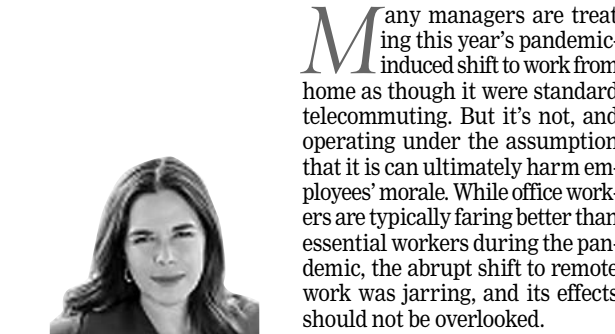 Many managers are treat
ing this year's pandemic-
induced shift to work from
home as though it were standard
telecommuting. But it's not, and
operating under the assumption
that it is can ultimately harm em-
ployees' morale. While office work-
ers are typically faring better than
essential workers during the pan-
demic, the abrupt shift to remote
work was jarring, and its effects
should not be overlooked.